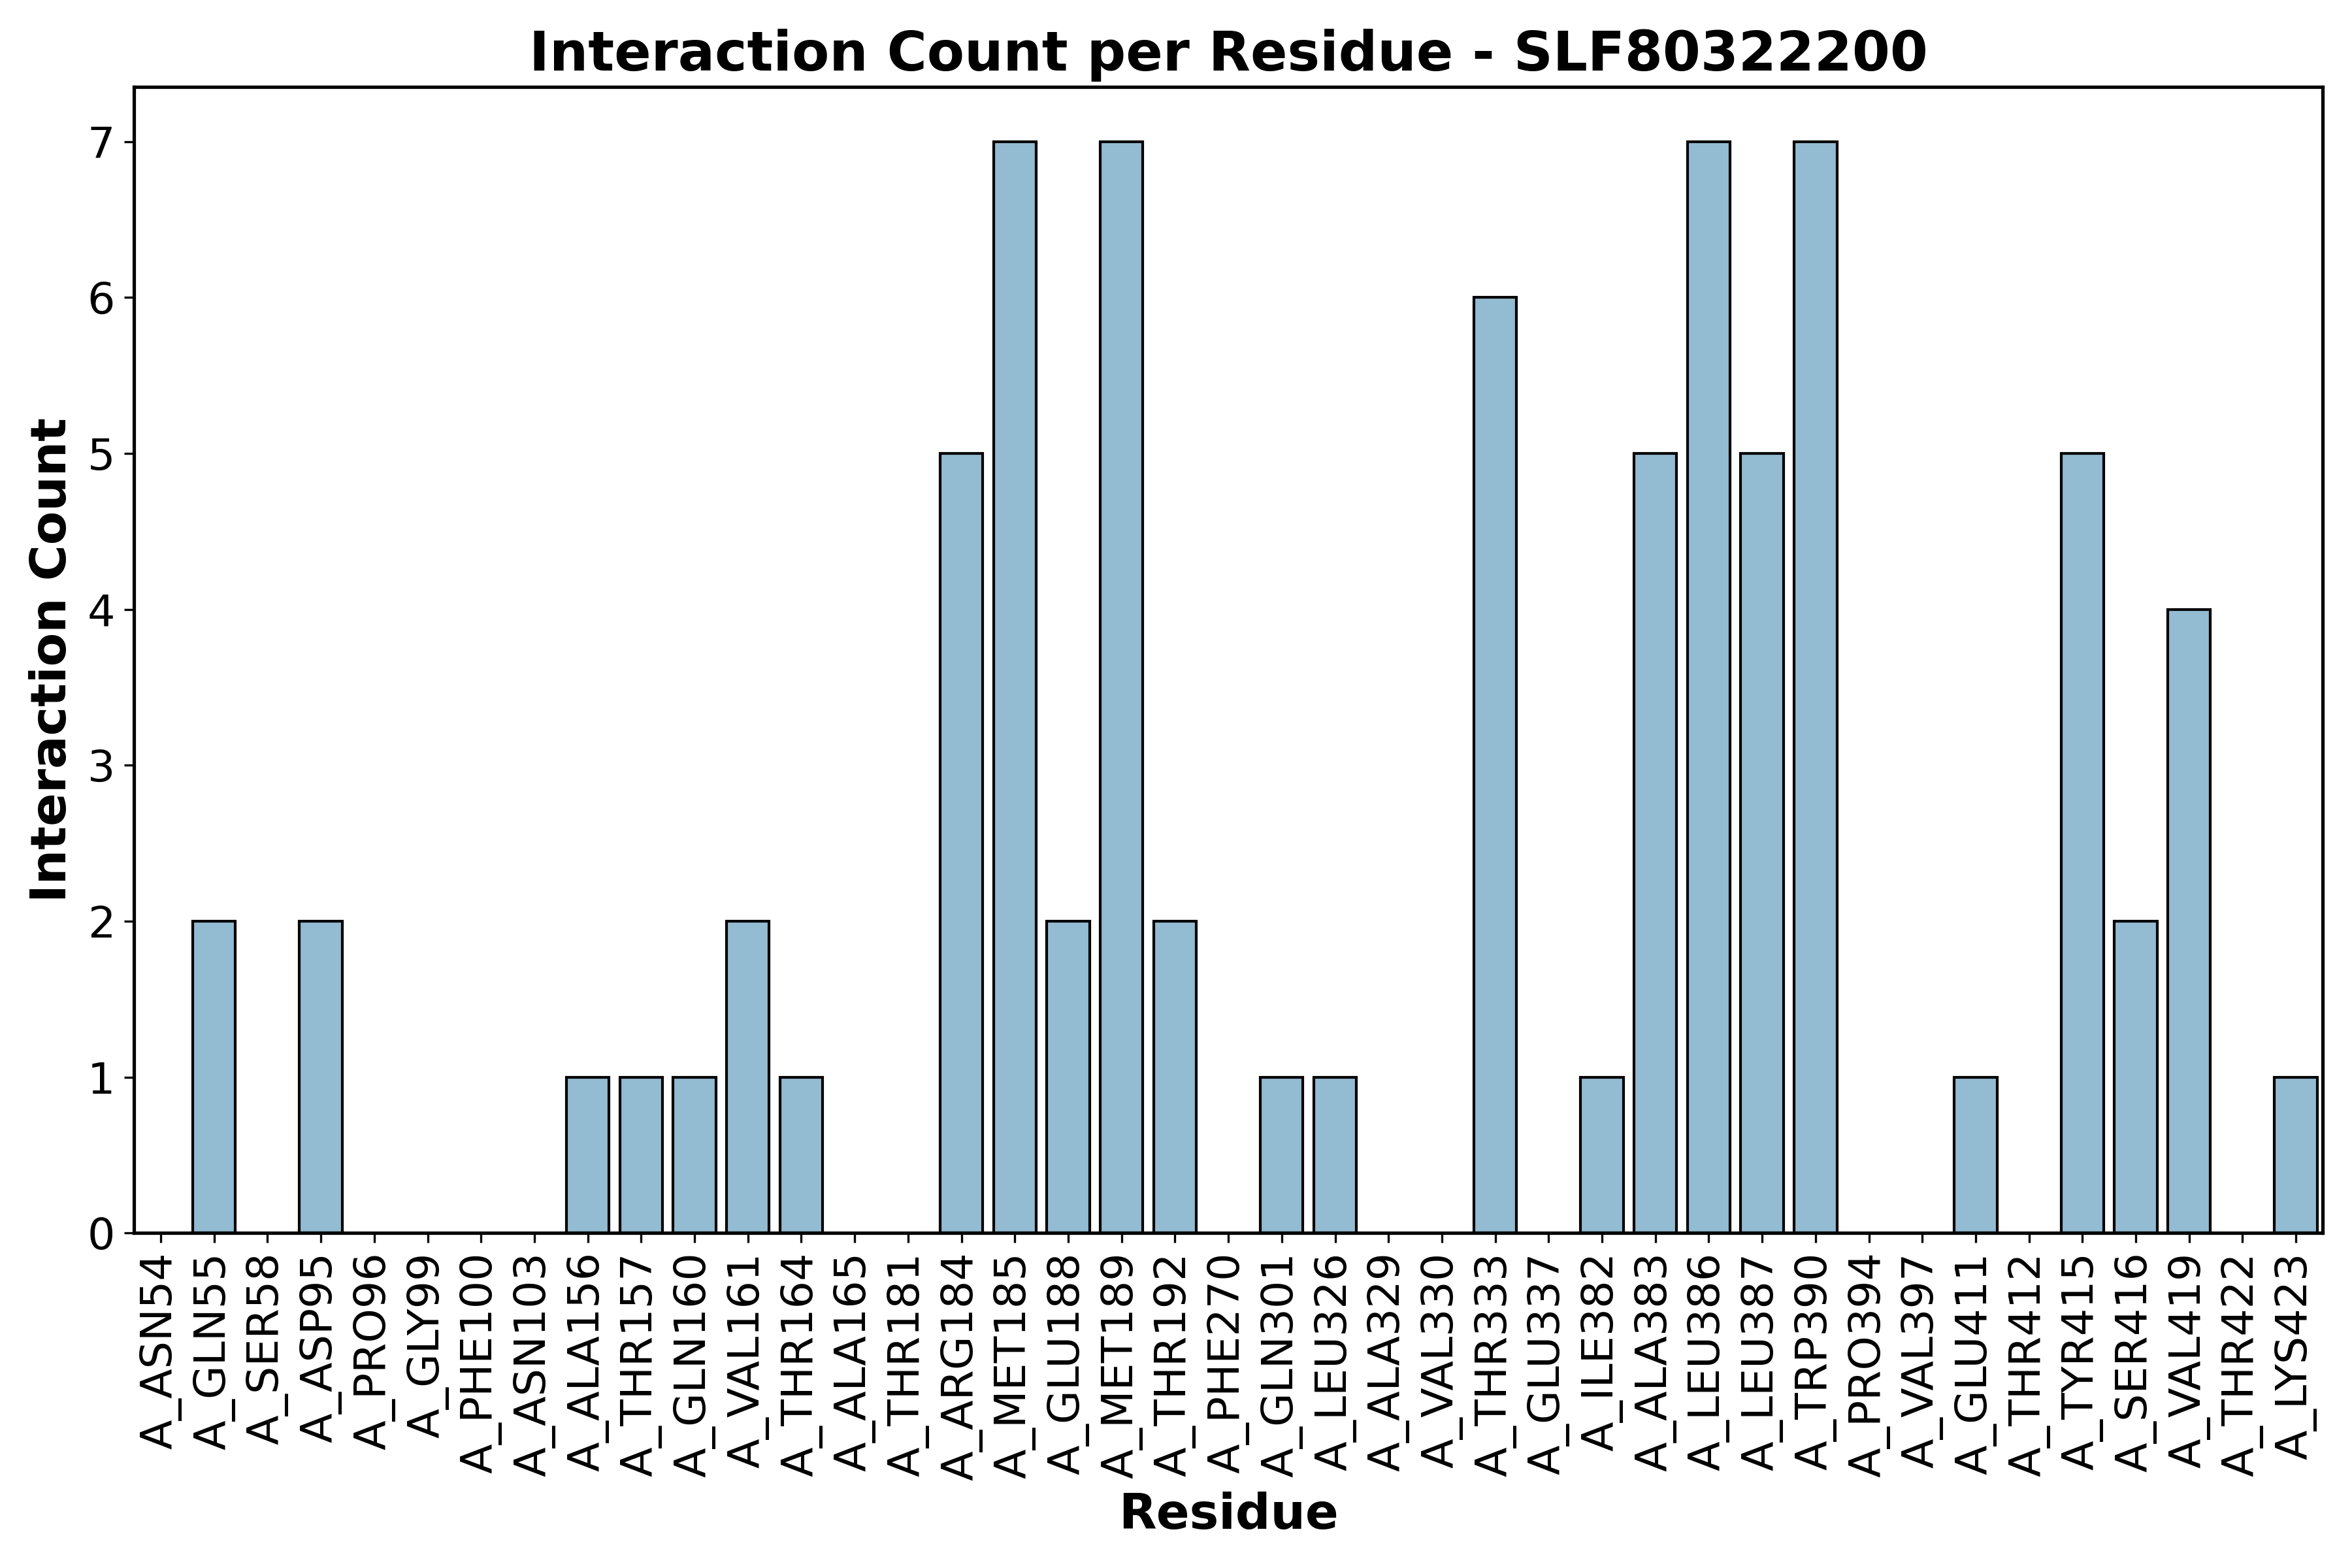 Interaction Count per Residue - SLF80322200
Interaction Count
7
6
5
4
3
2
1
0
A_ASN54
A_GLN55
A_SER58
A_ASP95
A_PRO96
A_GLY99
A_PHE100
A_ASN103
A_ALA156
A_THR157
A_GLN160
A_VAL161
A_THR164
A_ALA165
A_THR181
A_ARG184
A_MET185
A_GLU188
A_MET189
A_THR192
A_PHE270
A_GLN301
A_LEU326
A_ALA329
A_VAL330
A_THR333
A_GLU337
A_ILE382
A_ALA383
A_LEU386
A_LEU387
A_TRP390
A_PRO394
A_VAL397
A_GLU411
A_THR412
A_TYR415
A_SER416
A_VAL419
A_THR422
A_LYS423
Residue